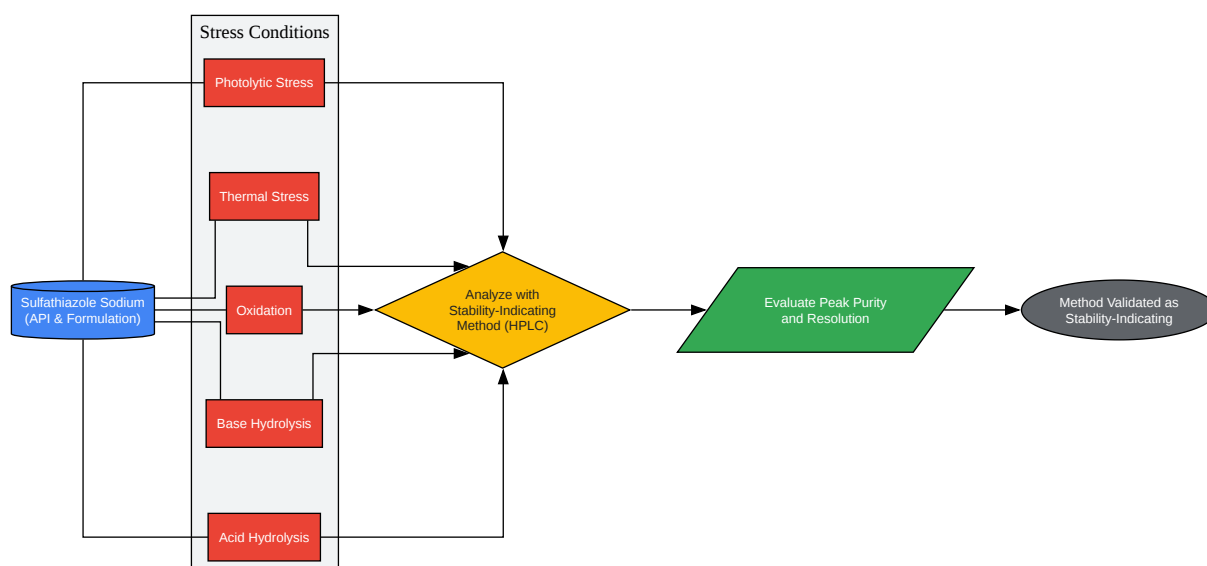 Stress Conditions
Photolytic Stress
Thermal Stress
Sulfathiazole Sodium
(API & Formulation)
Oxidation
Analyze with
Stability-Indicating
Method (HPLC)
Evaluate Peak Purity
and Resolution
Method Validated as
Stability-Indicating
Base Hydrolysis
Acid Hydrolysis